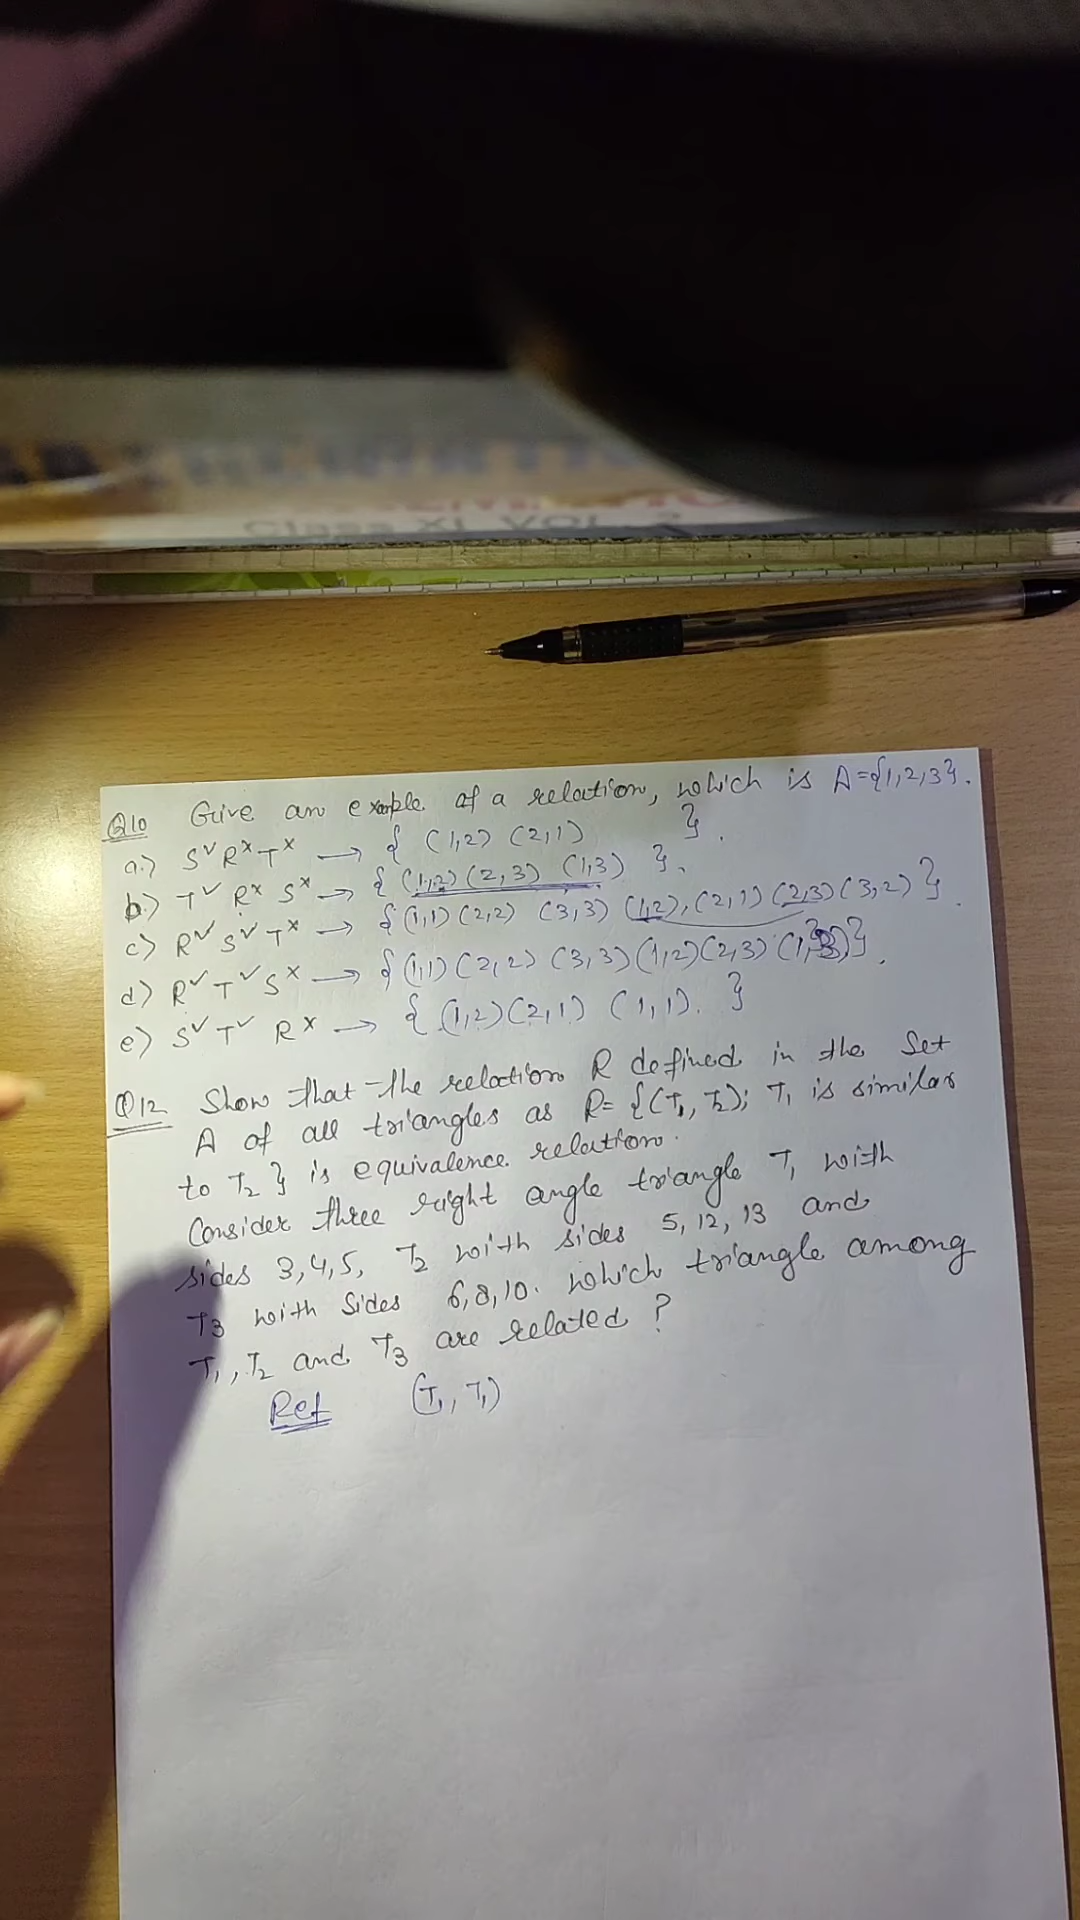 Class XI VOL - 2
Q10 Give an example of a relation, which is A={1,2,3}.
a.) S✓ R× T× → { (1,2) (2,1) }.
b.) T✓ R× S× → { (1,2) (2,3) (1,3) }.
c) R✓ S✓ T× → { (1,1) (2,2) (3,3) (1,2), (2,1) (2,3) (3,2) }.
d) R✓ T✓ S× → { (1,1) (2,2) (3,3) (1,2) (2,3) (1,3) }.
e) S✓ T✓ R× → { (1,2) (2,1) (1,1). }
Q12 Show that the relation R defined in the set
A of all triangles as R= {(T1, T2); T1 is similar
to T2 } is equivalence relation.
Consider three right angle triangle T1 with
sides 3,4,5, T2 with sides 5, 12, 13 and
T3 with sides 6,8,10. which triangle among
T1, T2 and T3 are related ?
Ref (T1, T1)